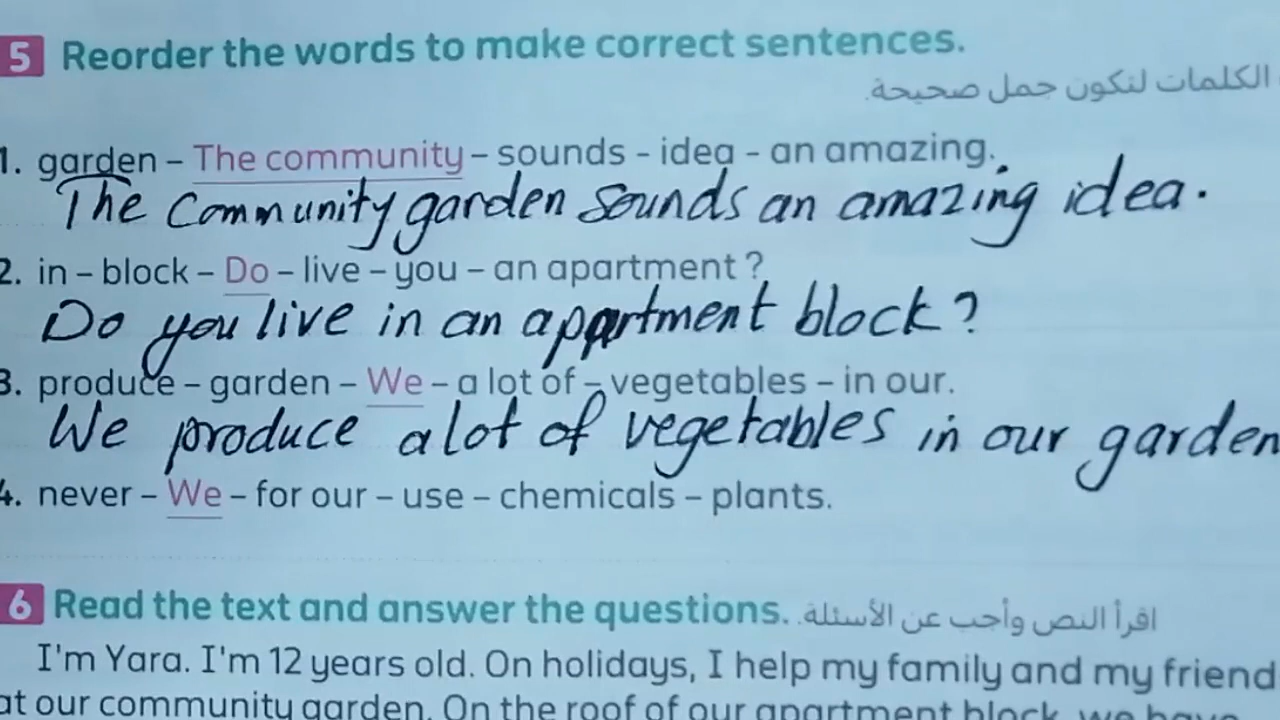 5 Reorder the words to make correct sentences.
الكلمات لتكون جمل صحيحة.
1. garden – The community – sounds - idea - an amazing.
The Community garden sounds an amazing idea.
2. in – block – Do – live – you – an apartment ?
Do you live in an appartment block?
3. produce – garden – We – a lot of – vegetables – in our.
We produce a lot of vegetables in our garden
4. never – We – for our – use – chemicals – plants.
6 Read the text and answer the questions. اقرأ النص وأجب عن الأسئلة.
I'm Yara. I'm 12 years old. On holidays, I help my family and my friend
at our community garden. On the roof of our apartment block, we have